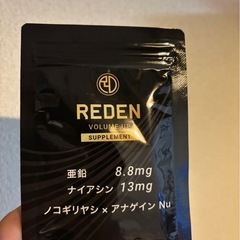 REDEN
VOLUME UP
SUPPLEMENT
亜鉛 8.8mg
ナイアシン 13mg
ノコギリヤシ × アナゲイン Nu